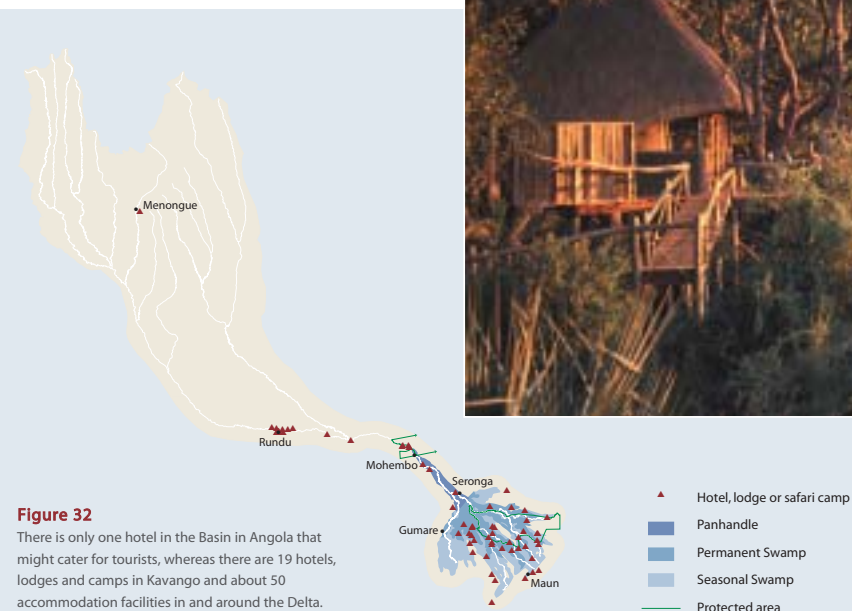 Menongue
Rundu
Mohembo
Seronga
Gumare
Maun
Figure 32
There is only one hotel in the Basin in Angola that
might cater for tourists, whereas there are 19 hotels,
lodges and camps in Kavango and about 50
accommodation facilities in and around the Delta.
Hotel, lodge or safari camp
Panhandle
Permanent Swamp
Seasonal Swamp
Protected area